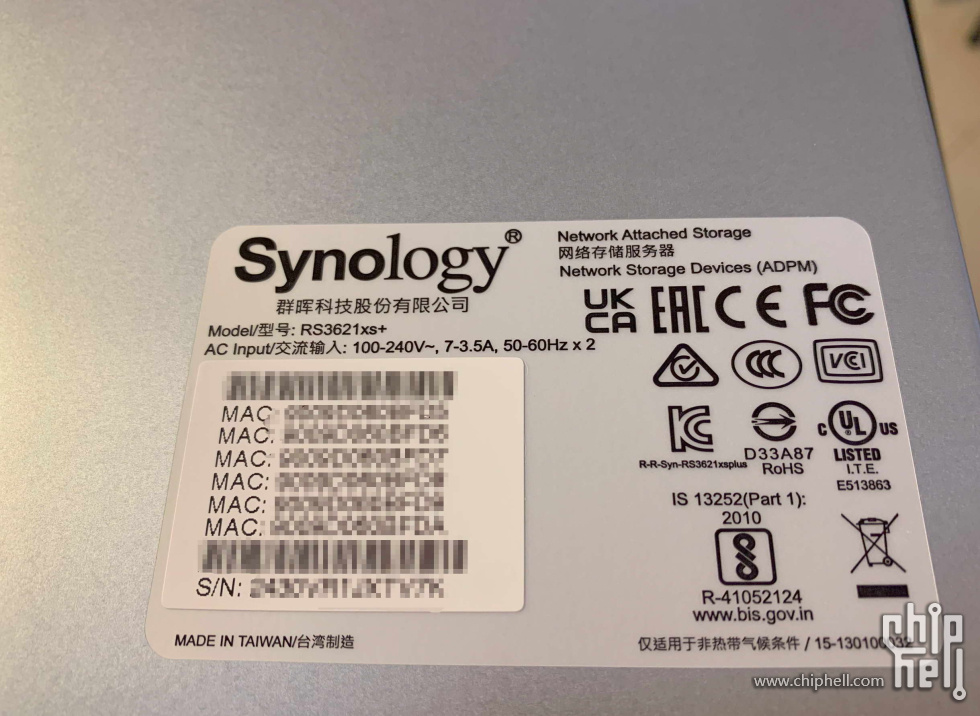 Synology®
群晖科技股份有限公司
Network Attached Storage
网络存储服务器
Network Storage Devices (ADPM)
Model/型号: RS3621xs+
AC Input/交流输入: 100-240V~, 7-3.5A, 50-60Hz x 2
UK
CA
EAC
CE
FC
CCC
VCCI
KC
R-R-Syn-RS3621xsplus
D33A87
RoHS
c UL US
LISTED
I.T.E.
E513863
MAC:
MAC:
MAC:
MAC:
MAC:
MAC:
S/N:
IS 13252(Part 1):
2010
R-41052124
www.bis.gov.in
MADE IN TAIWAN/台湾制造
仅适用于非热带气候条件 / 15-130100
chip
hell
www.chiphell.com